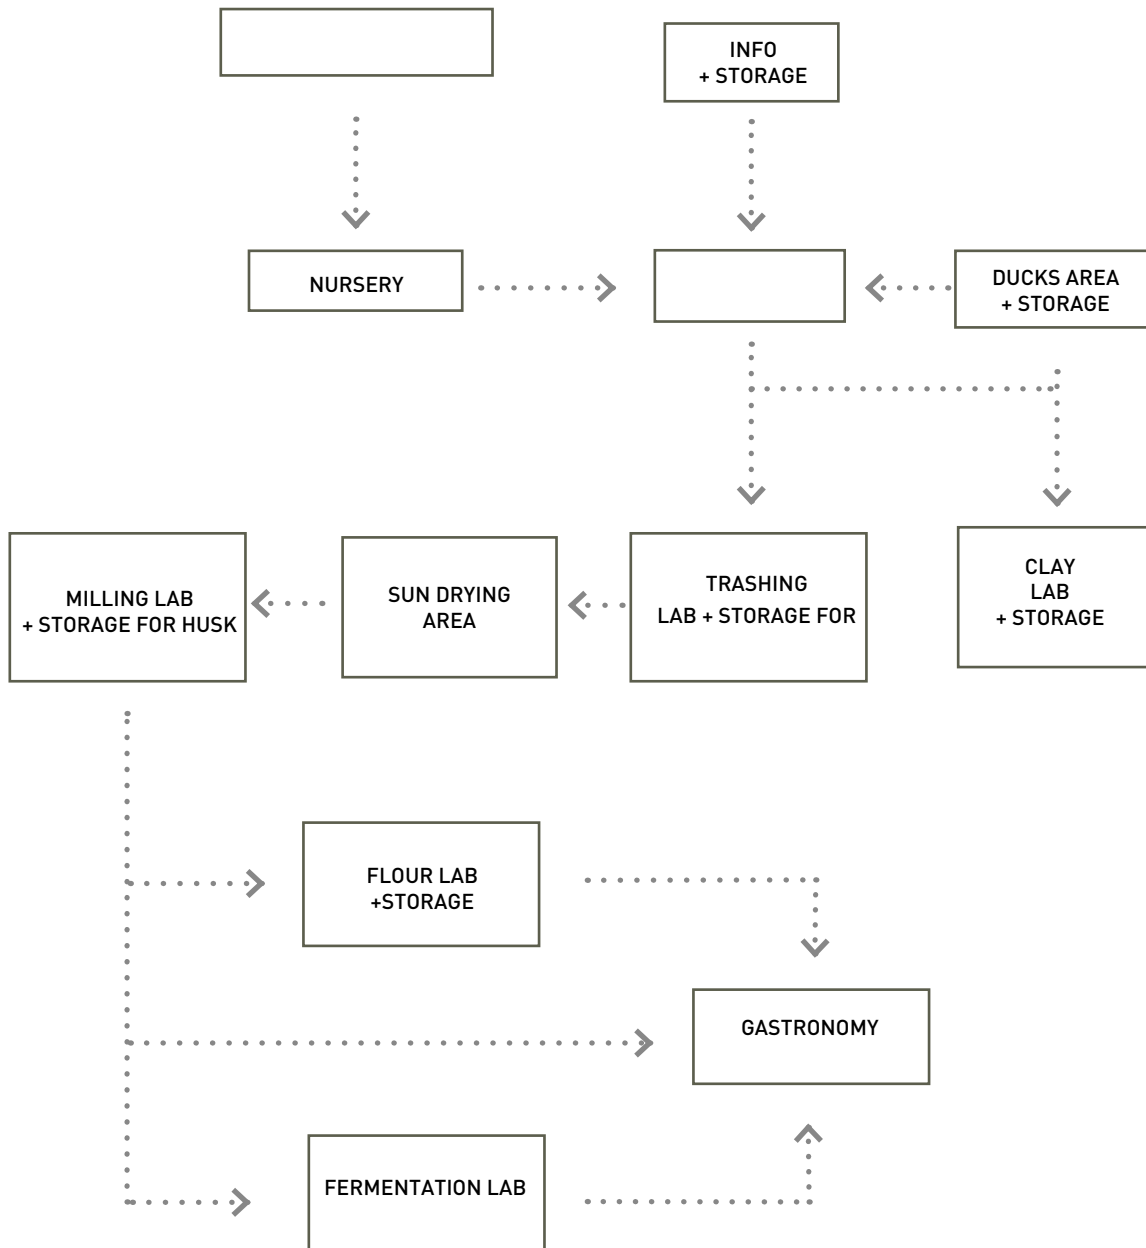 INFO
+ STORAGE
NURSERY
DUCKS AREA
+ STORAGE
MILLING LAB
+ STORAGE FOR HUSK
SUN DRYING
AREA
TRASHING
LAB + STORAGE FOR
CLAY
LAB
+ STORAGE
FLOUR LAB
+STORAGE
GASTRONOMY
FERMENTATION LAB